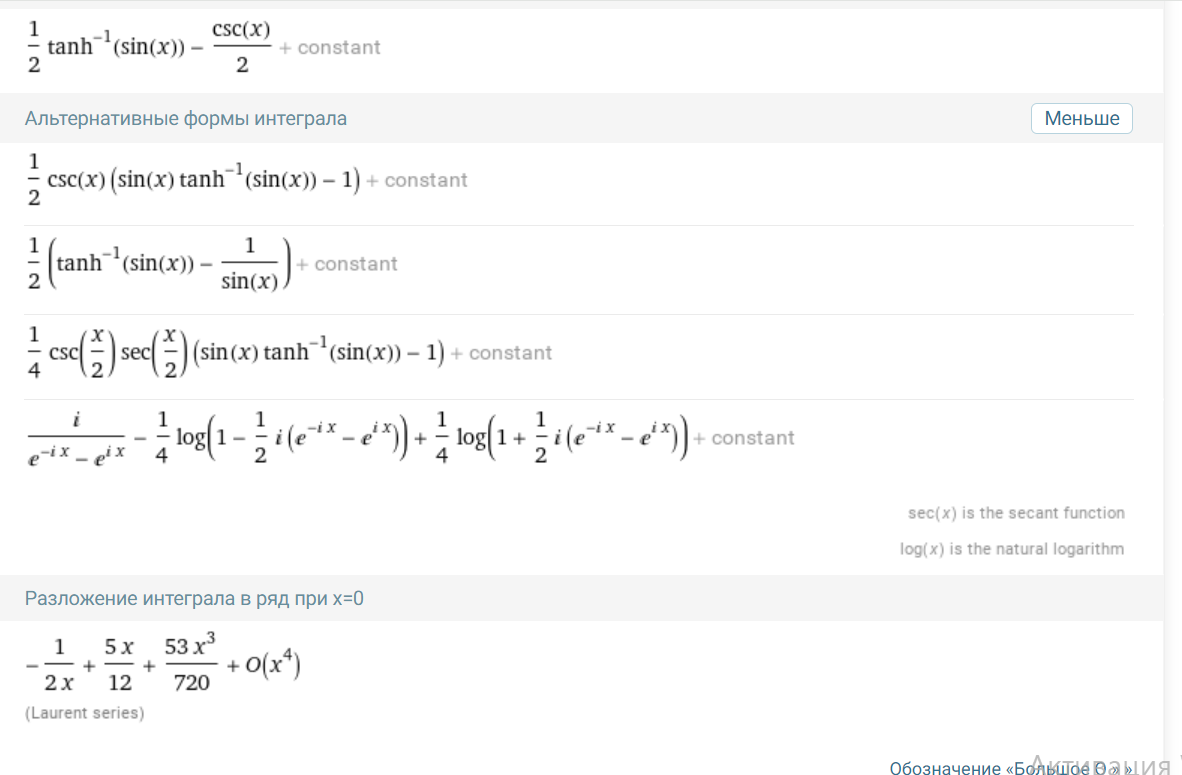 1/2 tanh⁻¹(sin(x)) − csc(x)/2 + constant
Альтернативные формы интеграла
Меньше
1/2 csc(x) (sin(x) tanh⁻¹(sin(x)) − 1) + constant
1/2 (tanh⁻¹(sin(x)) − 1/sin(x)) + constant
1/4 csc(x/2) sec(x/2) (sin(x) tanh⁻¹(sin(x)) − 1) + constant
i/(e^(−i x) − e^(i x)) − 1/4 log(1 − 1/2 i (e^(−i x) − e^(i x))) + 1/4 log(1 + 1/2 i (e^(−i x) − e^(i x))) + constant
sec(x) is the secant function
log(x) is the natural logarithm
Разложение интеграла в ряд при x=0
− 1/(2 x) + (5 x)/12 + (53 x³)/720 + O(x⁴)
(Laurent series)
Обозначение «Большое O» »
Активация